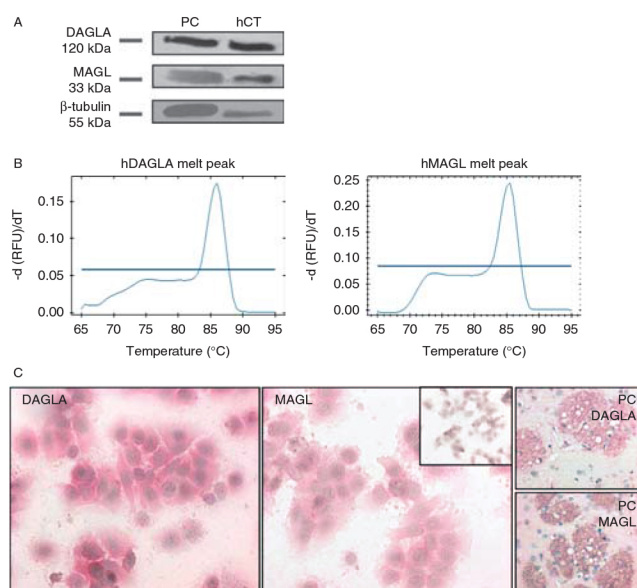 A
PC hCT
DAGLA
120 kDa
MAGL
33 kDa
β-tubulin
55 kDa
B
hDAGLA melt peak
-d (RFU)/dT
0.15
0.10
0.05
0.00
65 70 75 80 85 90 95
Temperature (°C)
hMAGL melt peak
-d (RFU)/dT
0.25
0.20
0.15
0.10
0.05
0.00
65 70 75 80 85 90 95
Temperature (°C)
C
DAGLA
MAGL
PC
DAGLA
PC
MAGL